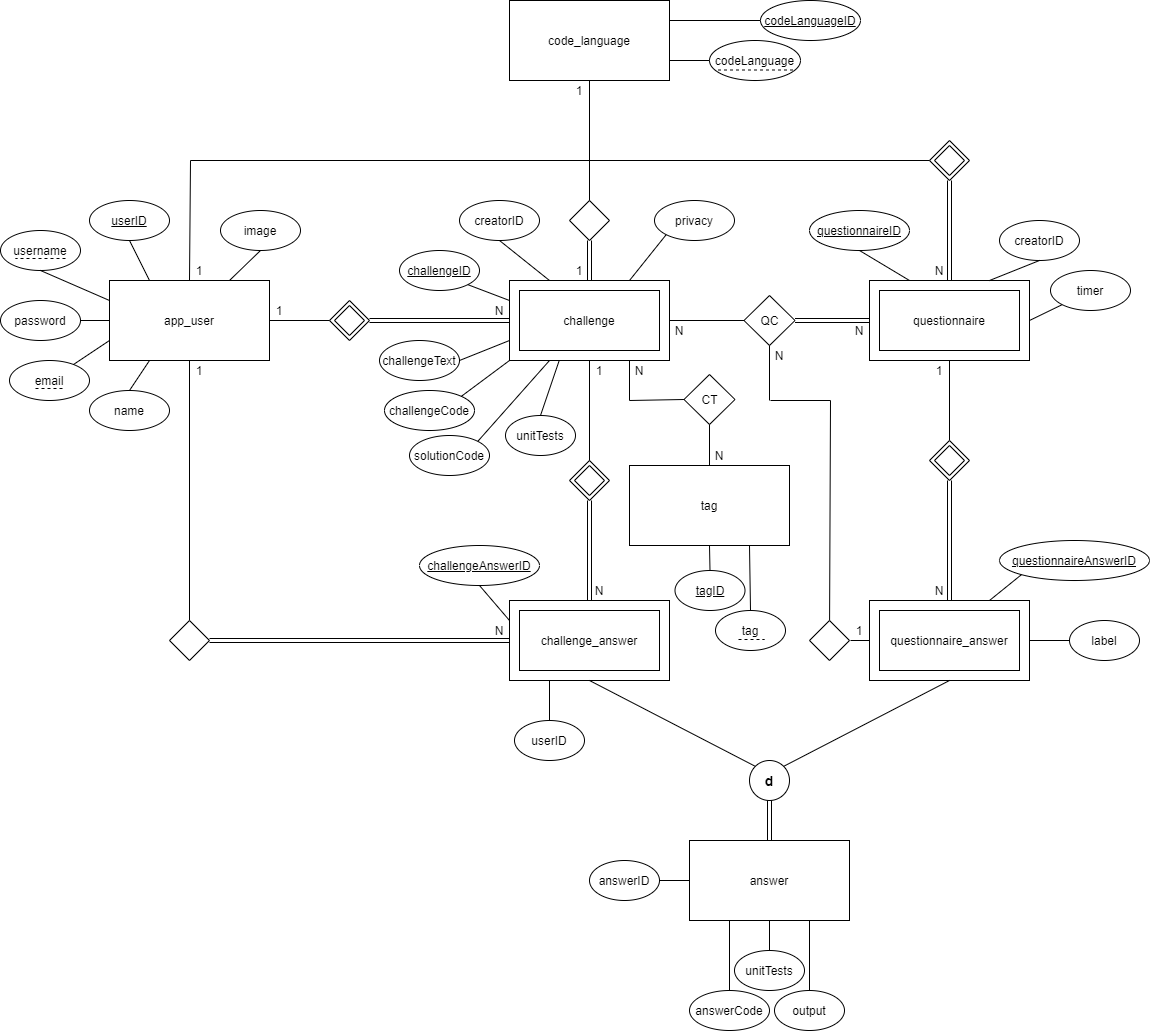 codeLanguageID
code_language
codeLanguage
1
creatorID
privacy
userID
image
username
questionnaireID
creatorID
challengeID
1
1
N
timer
password
app_user
1
N
challenge
N
QC
N
questionnaire
N
challengeText
1
1
N
1
email
name
challengeCode
CT
unitTests
solutionCode
N
tag
challengeAnswerID
questionnaireAnswerID
tagID
N
N
tag
N
challenge_answer
1
questionnaire_answer
label
userID
d
answerID
answer
unitTests
answerCode
output